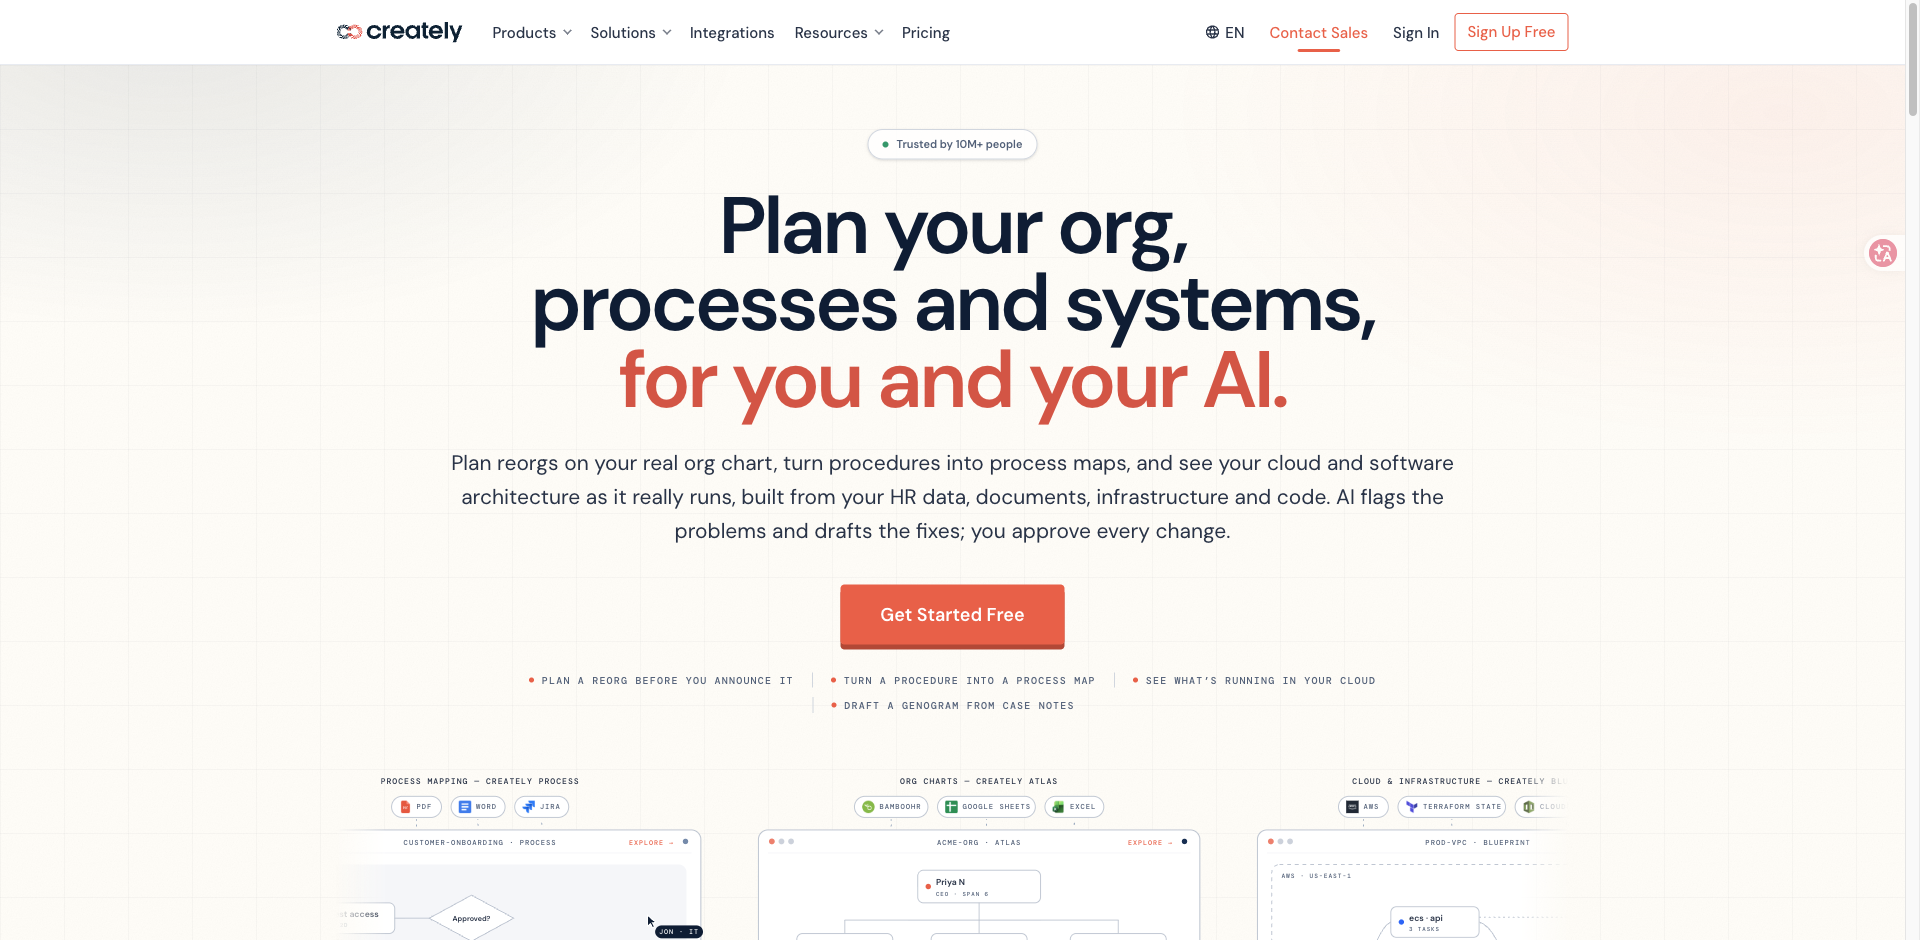 creately Products Solutions Integrations Resources Pricing EN Contact Sales Sign In Sign Up Free
Trusted by 10M+ people
Plan your org,
processes and systems,
for you and your AI.
Plan reorgs on your real org chart, turn procedures into process maps, and see your cloud and software
architecture as it really runs, built from your HR data, documents, infrastructure and code. AI flags the
problems and drafts the fixes; you approve every change.
Get Started Free
PLAN A REORG BEFORE YOU ANNOUNCE IT
TURN A PROCEDURE INTO A PROCESS MAP
SEE WHAT'S RUNNING IN YOUR CLOUD
DRAFT A GENOGRAM FROM CASE NOTES
PROCESS MAPPING — CREATELY PROCESS
PDF WORD JIRA
CUSTOMER-ONBOARDING · PROCESS EXPLORE →
access
Approved?
JON · IT
ORG CHARTS — CREATELY ATLAS
BAMBOOHR GOOGLE SHEETS EXCEL
ACME-ORG · ATLAS EXPLORE →
Priya N
CEO · SPAN 6
CLOUD & INFRASTRUCTURE — CREATELY
AWS TERRAFORM STATE
PROD-VPC · BLUEPRINT
AWS · US-EAST-1
ecs · api
3 TASKS